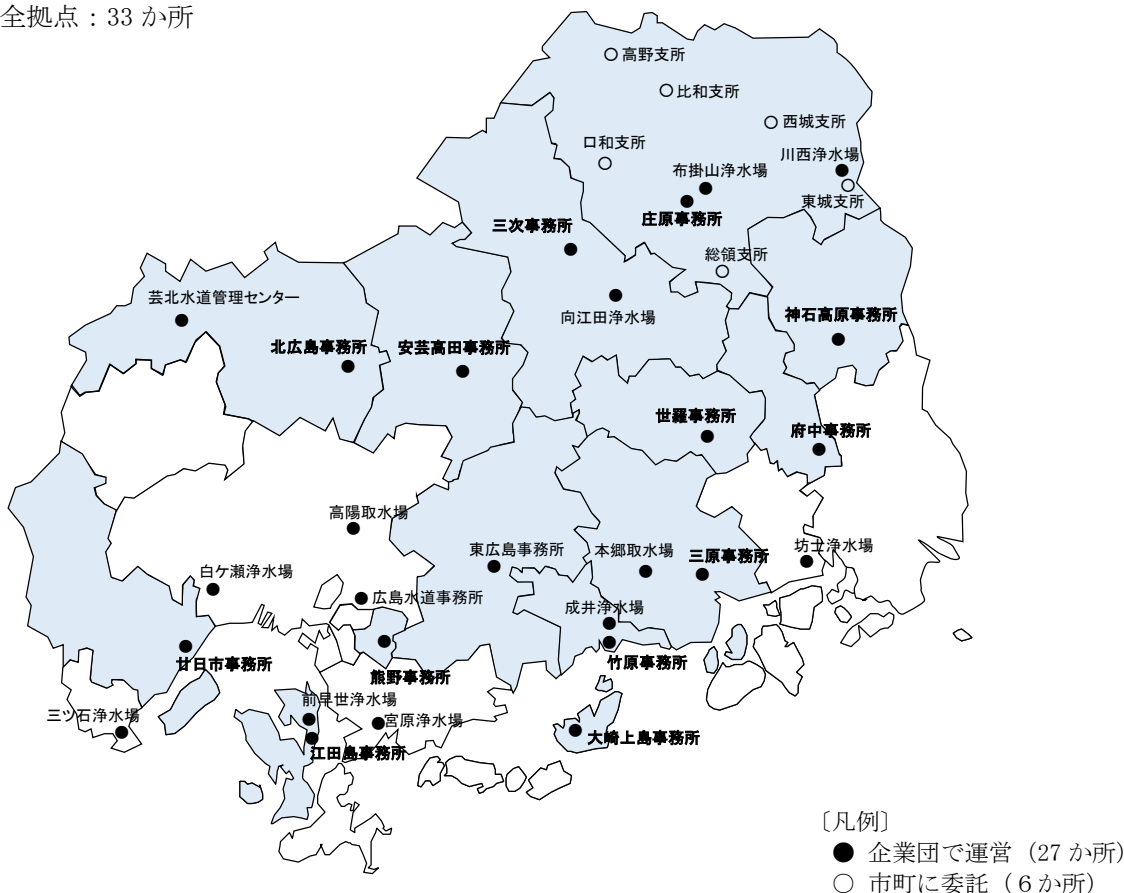 全拠点：33 か所
高野支所
比和支所
西城支所
口和支所
川西浄水場
布掛山浄水場
東城支所
庄原事務所
三次事務所
総領支所
芸北水道管理センター
向江田浄水場
神石高原事務所
北広島事務所
安芸高田事務所
世羅事務所
府中事務所
高陽取水場
東広島事務所
本郷取水場
三原事務所
坊士浄水場
白ケ瀬浄水場
広島水道事務所
成井浄水場
廿日市事務所
熊野事務所
竹原事務所
前早世浄水場
三ツ石浄水場
宮原浄水場
大崎上島事務所
江田島事務所
〔凡例〕
● 企業団で運営（27 か所）
○ 市町に委託（６か所）